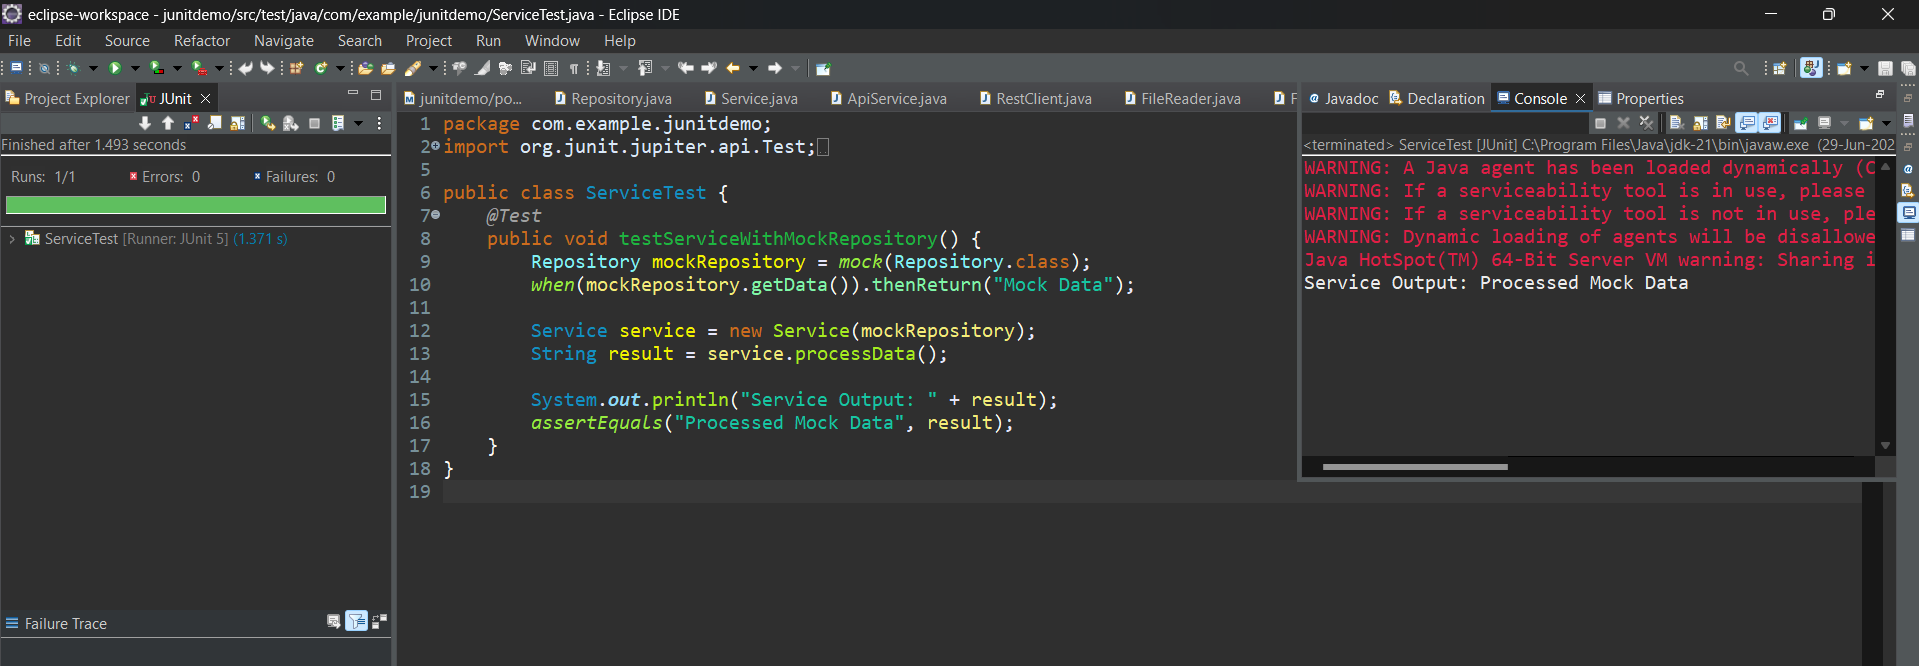 eclipse-workspace - junitdemo/src/test/java/com/example/junitdemo/ServiceTest.java - Eclipse IDE
File Edit Source Refactor Navigate Search Project Run Window Help
Project Explorer JUnit
Finished after 1.493 seconds
Runs: 1/1 Errors: 0 Failures: 0
ServiceTest [Runner: JUnit 5] (1.371 s)
Failure Trace
junitdemo/po... Repository.java Service.java ApiService.java RestClient.java FileReader.java F
1 package com.example.junitdemo;
2 import org.junit.jupiter.api.Test;
5
6 public class ServiceTest {
7 @Test
8 public void testServiceWithMockRepository() {
9 Repository mockRepository = mock(Repository.class);
10 when(mockRepository.getData()).thenReturn("Mock Data");
11
12 Service service = new Service(mockRepository);
13 String result = service.processData();
14
15 System.out.println("Service Output: " + result);
16 assertEquals("Processed Mock Data", result);
17 }
18 }
19
Javadoc Declaration Console Properties
<terminated> ServiceTest [JUnit] C:\Program Files\Java\jdk-21\bin\javaw.exe (29-Jun-202
WARNING: A Java agent has been loaded dynamically (C
WARNING: If a serviceability tool is in use, please
WARNING: If a serviceability tool is not in use, ple
WARNING: Dynamic loading of agents will be disallowe
Java HotSpot(TM) 64-Bit Server VM warning: Sharing i
Service Output: Processed Mock Data